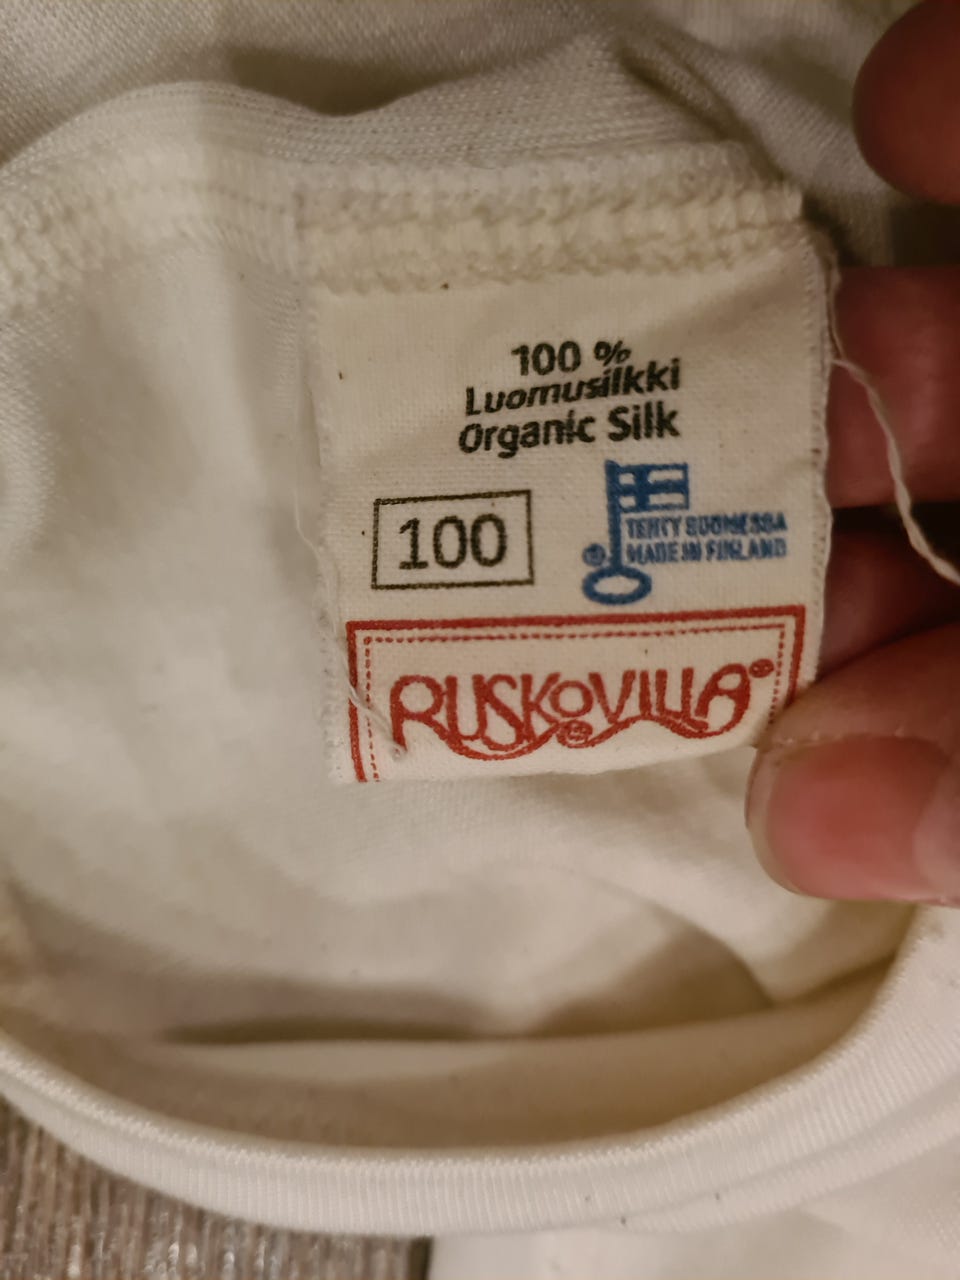 100 %
Luomusilkki
Organic Silk
100
TEHTY SUOMESSA
MADE IN FINLAND
RUSKOVILLA®